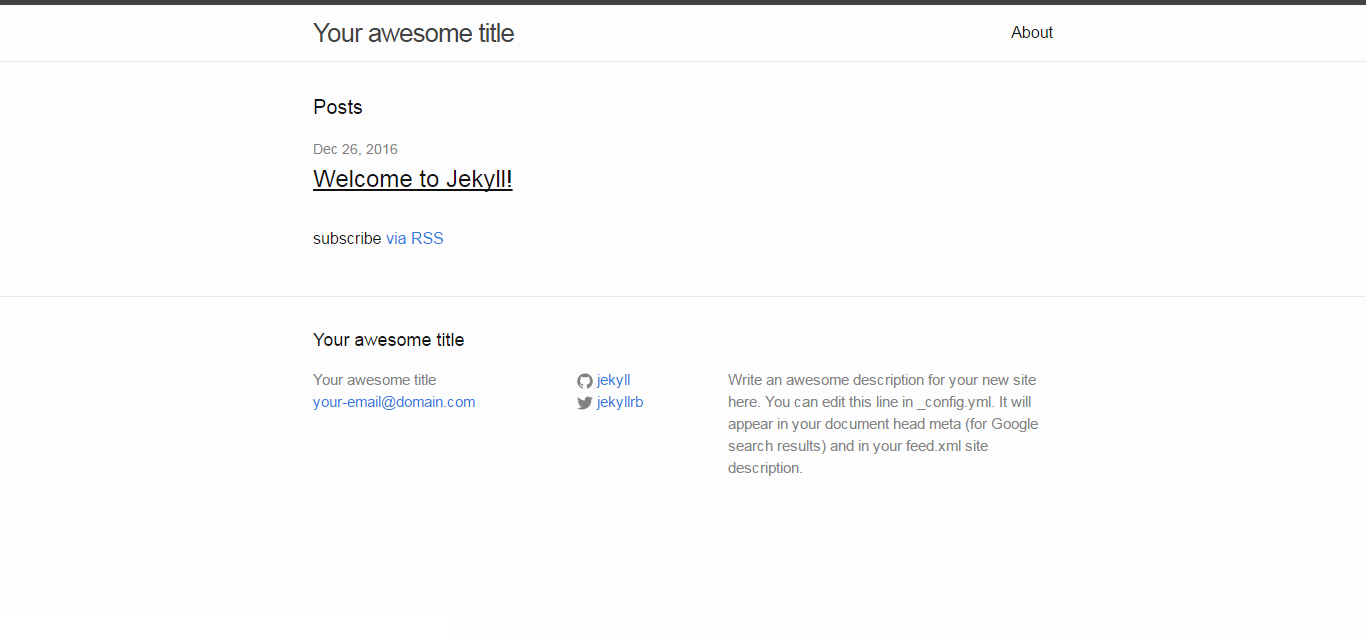 Your awesome title
About
Posts
Dec 26, 2016
Welcome to Jekyll!
subscribe via RSS
Your awesome title
Your awesome title
your-email@domain.com
jekyll
jekyllrb
Write an awesome description for your new site
here. You can edit this line in _config.yml. It will
appear in your document head meta (for Google
search results) and in your feed.xml site
description.